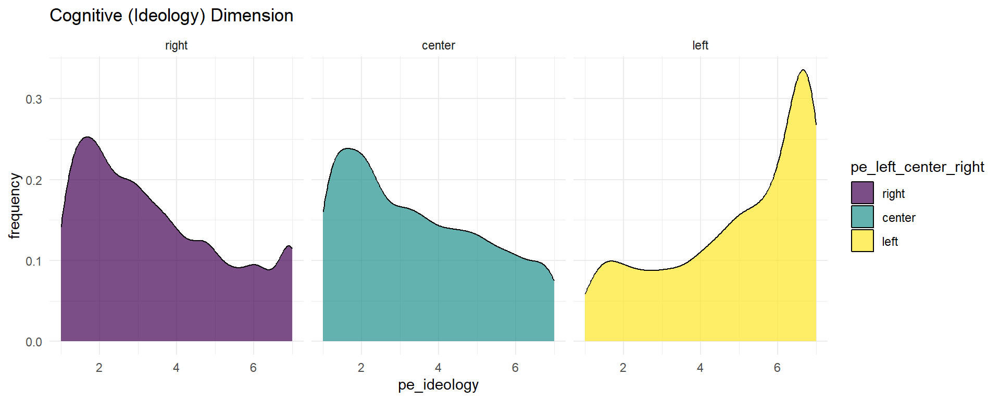 Cognitive (Ideology) Dimension
right center left
0.3
0.2
0.1
0.0
frequency
2 4 6 2 4 6 2 4 6
pe_ideology
pe_left_center_right
right
center
left